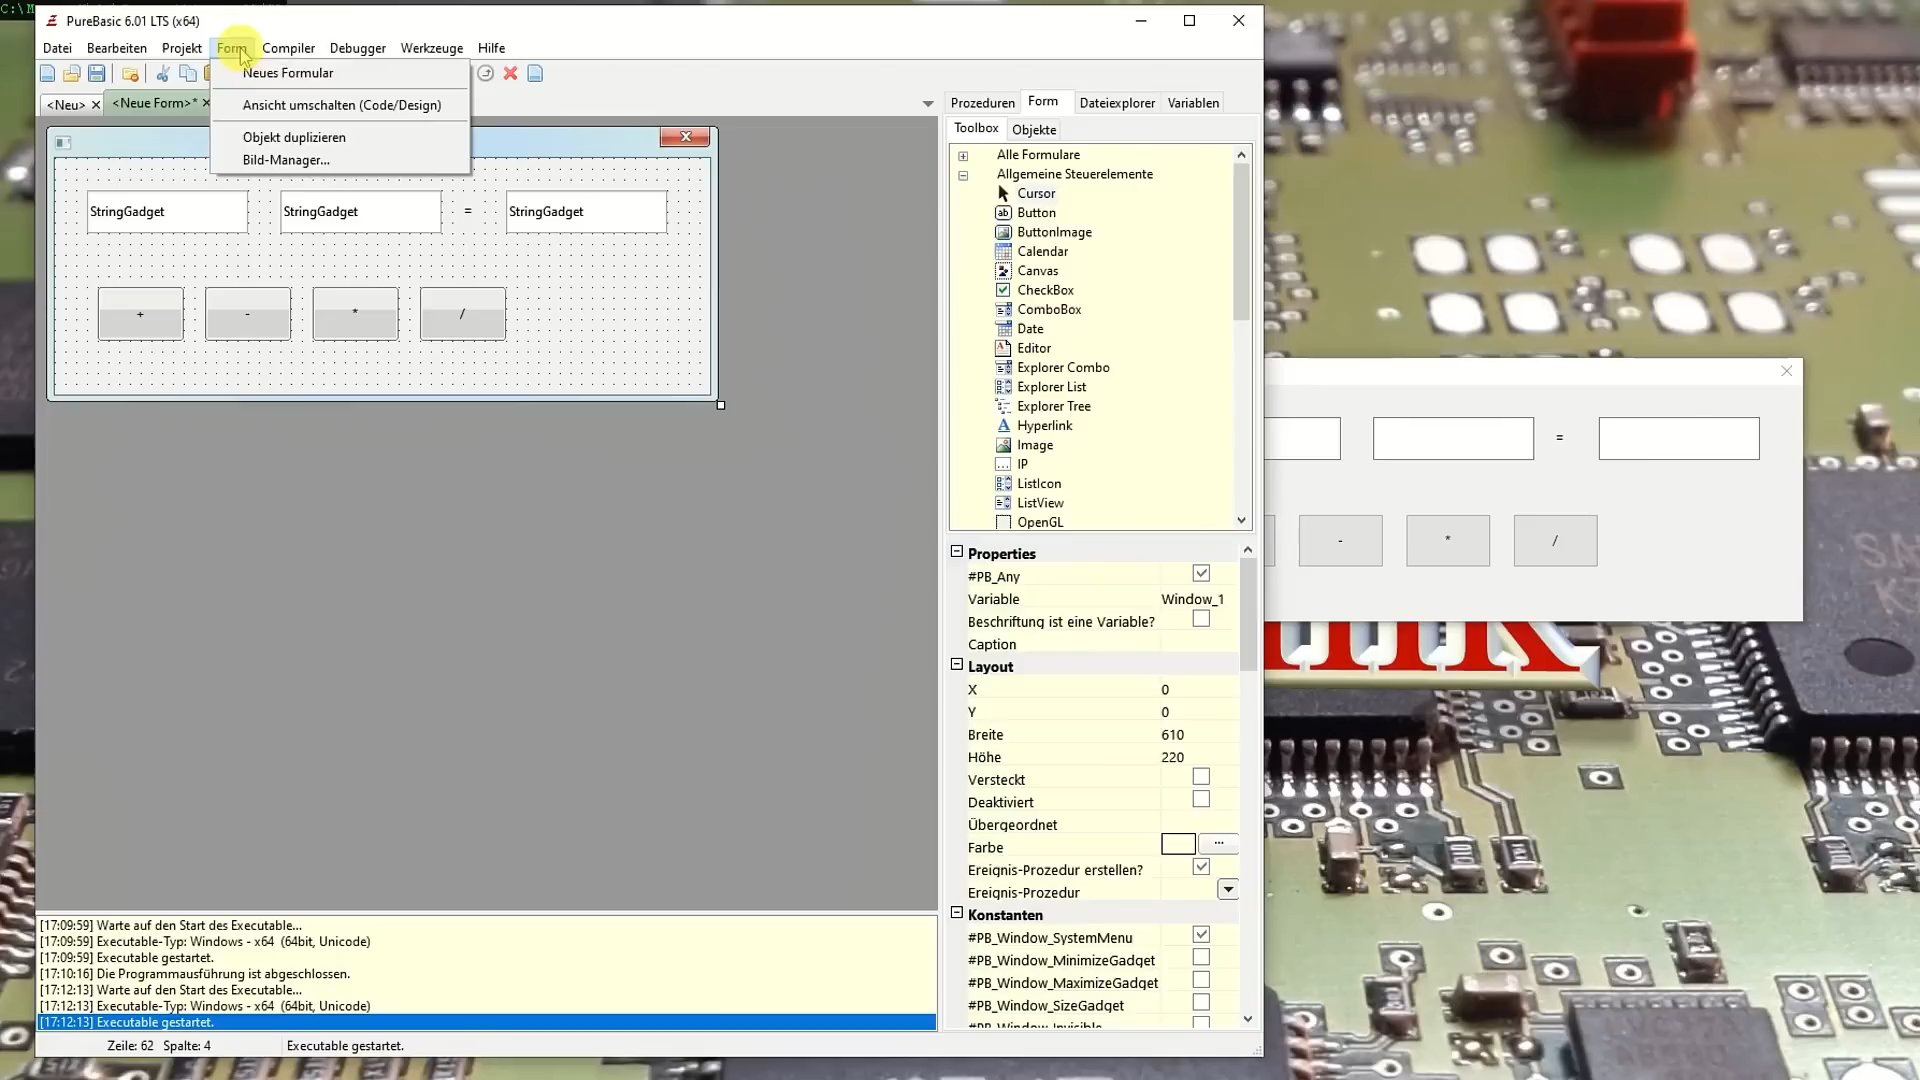 C:\M
PureBasic 6.01 LTS (x64)
Datei Bearbeiten Projekt Form Compiler Debugger Werkzeuge Hilfe
<Neu> <Neue Form>*
Neues Formular
Ansicht umschalten (Code/Design)
Objekt duplizieren
Bild-Manager...
StringGadget StringGadget = StringGadget
+ - * /
Prozeduren Form Dateiexplorer Variablen
Toolbox Objekte
Alle Formulare
Allgemeine Steuerelemente
Cursor
Button
ButtonImage
Calendar
Canvas
CheckBox
ComboBox
Date
Editor
Explorer Combo
Explorer List
Explorer Tree
Hyperlink
Image
IP
ListIcon
ListView
OpenGL
Properties
#PB_Any
Variable Window_1
Beschriftung ist eine Variable?
Caption
Layout
X 0
Y 0
Breite 610
Höhe 220
Versteckt
Deaktiviert
Übergeordnet
Farbe ...
Ereignis-Prozedur erstellen?
Ereignis-Prozedur
Konstanten
#PB_Window_SystemMenu
#PB_Window_MinimizeGadget
#PB_Window_MaximizeGadget
#PB_Window_SizeGadget
#PB_Window_Invisible
=
- * /
[17:09:59] Warte auf den Start des Executable...
[17:09:59] Executable-Typ: Windows - x64 (64bit, Unicode)
[17:09:59] Executable gestartet.
[17:10:16] Die Programmausführung ist abgeschlossen.
[17:12:13] Warte auf den Start des Executable...
[17:12:13] Executable-Typ: Windows - x64 (64bit, Unicode)
[17:12:13] Executable gestartet.
Zeile: 62 Spalte: 4 Executable gestartet.